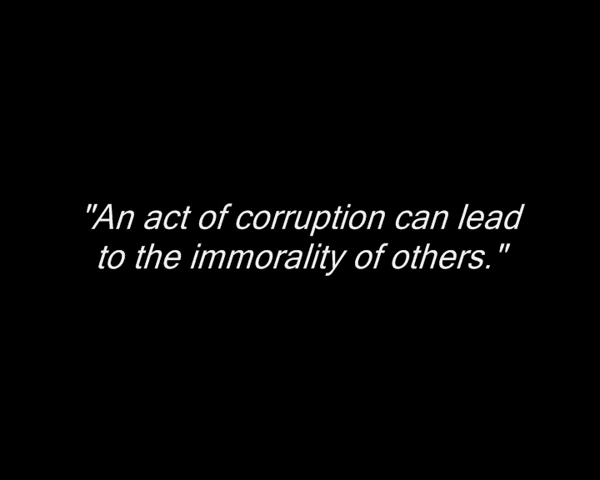 "An act of corruption can lead
to the immorality of others."